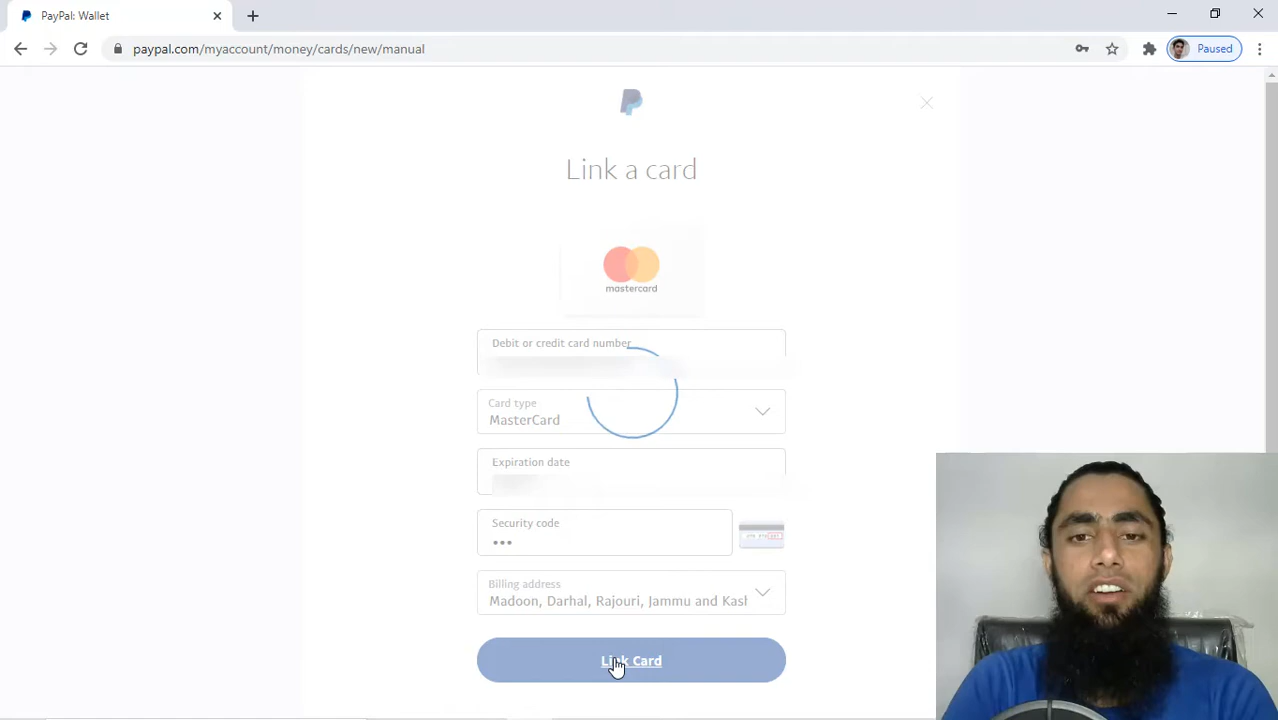 PayPal: Wallet
paypal.com/myaccount/money/cards/new/manual
Paused
Link a card
mastercard
Debit or credit card number
Card type
MasterCard
Expiration date
Security code
•••
Billing address
Madoon, Darhal, Rajouri, Jammu and Kash
Link Card